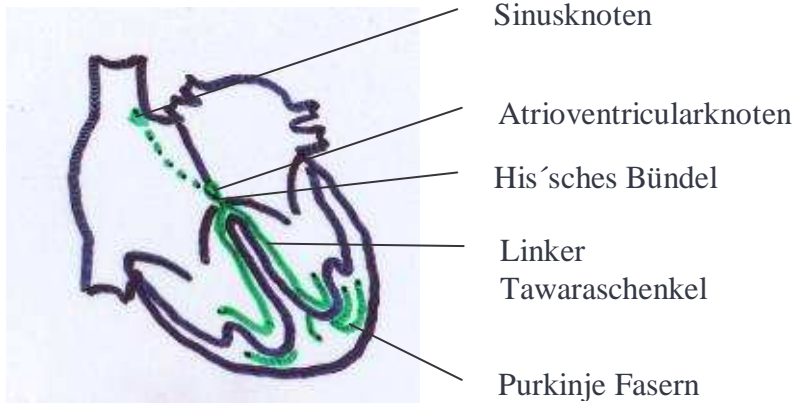 Sinusknoten
Atrioventricularknoten
His´sches Bündel
Linker
Tawaraschenkel
Purkinje Fasern